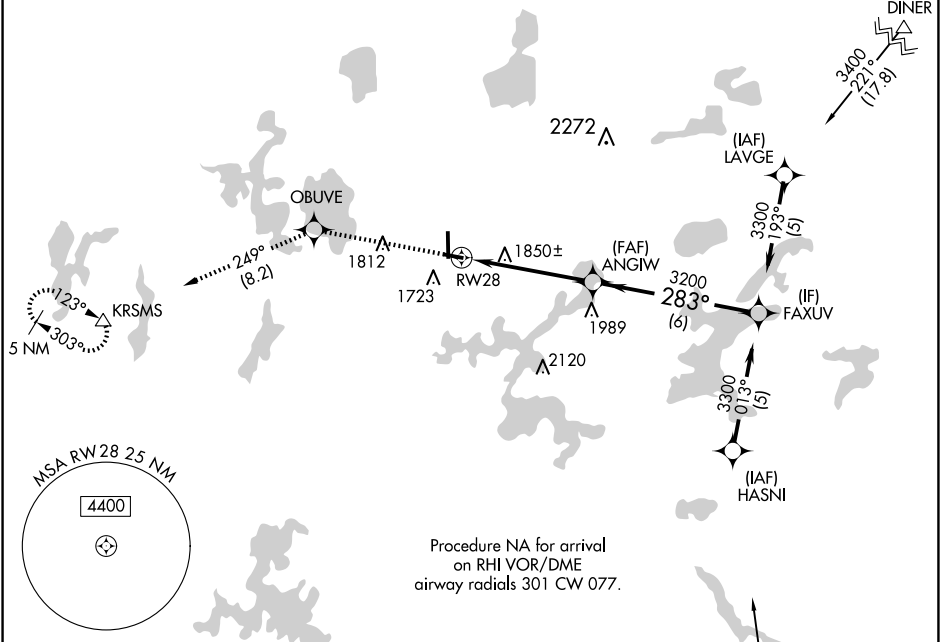 DINER
3400
221°
(17.8)
2272
(IAF)
LAVGE
3300
193°
(5)
OBUVE
249°
(8.2)
1812
1850±
RW28
1723
(FAF)
ANGIW
3200
283°
(6)
(IF)
FAXUV
1989
123°
KRSMS
303°
5 NM
2120
3300
013°
(5)
(IAF)
HASNI
MSA RW28 25 NM
4400
Procedure NA for arrival
on RHI VOR/DME
airway radials 301 CW 077.